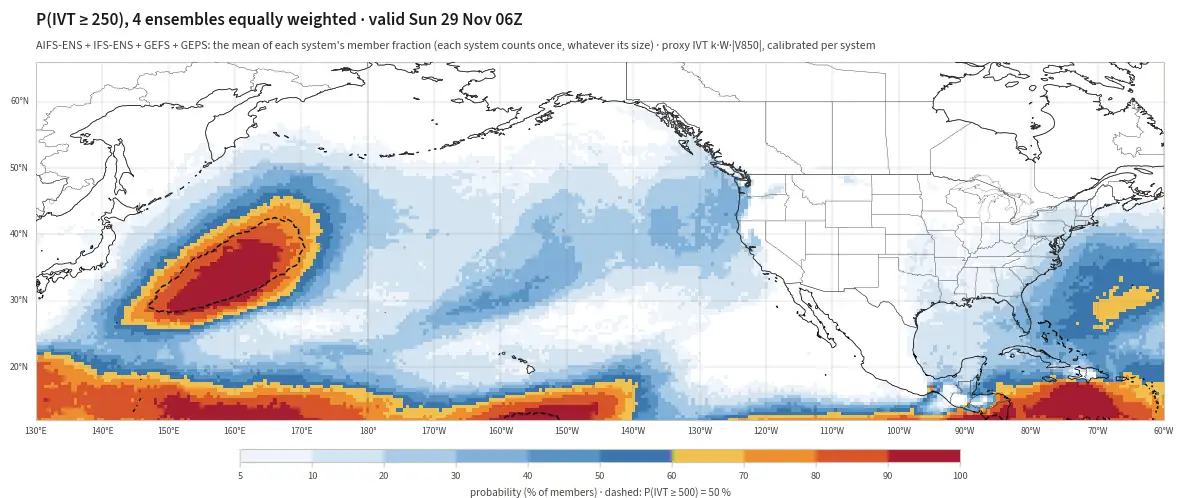 P(IVT ≥ 250), 4 ensembles equally weighted · valid Sun 29 Nov 06Z
AIFS-ENS + IFS-ENS + GEFS + GEPS: the mean of each system's member fraction (each system counts once, whatever its size) · proxy IVT k·W·|V850|, calibrated per system
60°N
50°N
40°N
30°N
20°N
130°E 140°E 150°E 160°E 170°E 180° 170°W 160°W 150°W 140°W 130°W 120°W 110°W 100°W 90°W 80°W 70°W 60°W
5 10 20 30 40 50 60 70 80 90 100
probability (% of members) · dashed: P(IVT ≥ 500) = 50 %